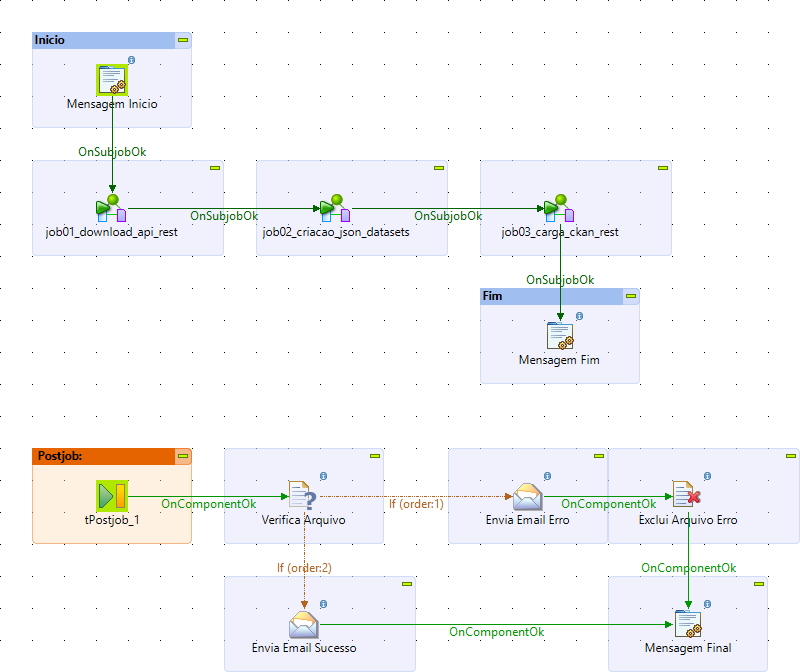 Inicio
Mensagem Inicio
OnSubjobOk
job01_download_api_rest
OnSubjobOk
job02_criacao_json_datasets
OnSubjobOk
job03_carga_ckan_rest
OnSubjobOk
Fim
Mensagem Fim
Postjob:
tPostjob_1
OnComponentOk
Verifica Arquivo
If (order:1)
Envia Email Erro
OnComponentOk
Exclui Arquivo Erro
If (order:2)
OnComponentOk
Envia Email Sucesso
OnComponentOk
Mensagem Final